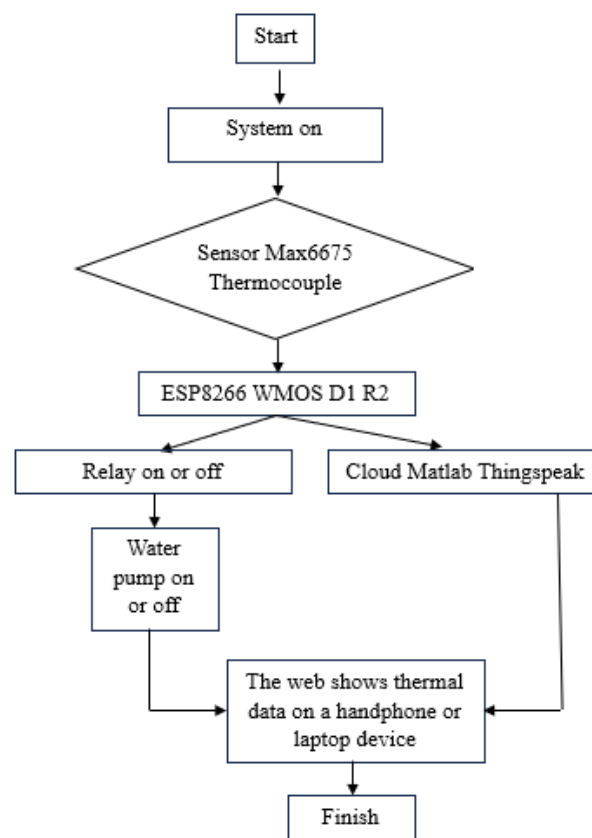 Start
System on
Sensor Max6675
Thermocouple
ESP8266 WMOS D1 R2
Relay on or off
Cloud Matlab Thingspeak
Water
pump on
or off
The web shows thermal
data on a handphone or
laptop device
Finish